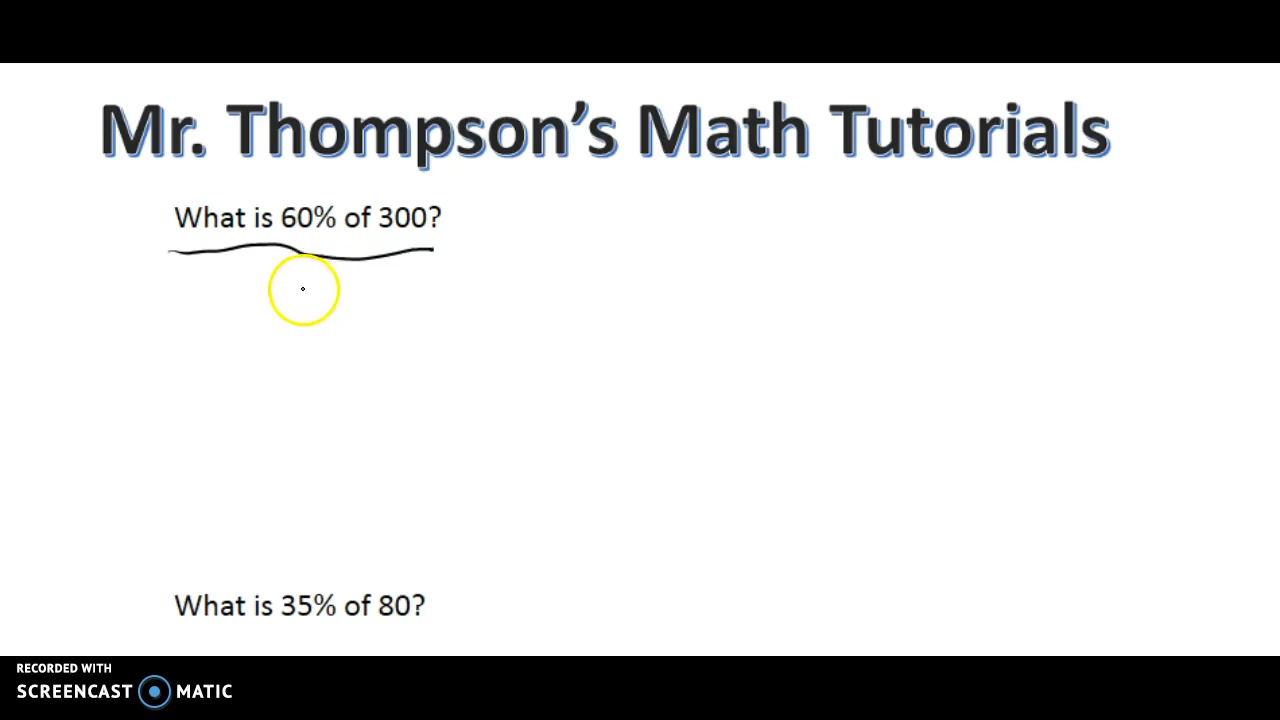 Mr. Thompson’s Math Tutorials
What is 60% of 300?
What is 35% of 80?
RECORDED WITH
SCREENCAST MATIC